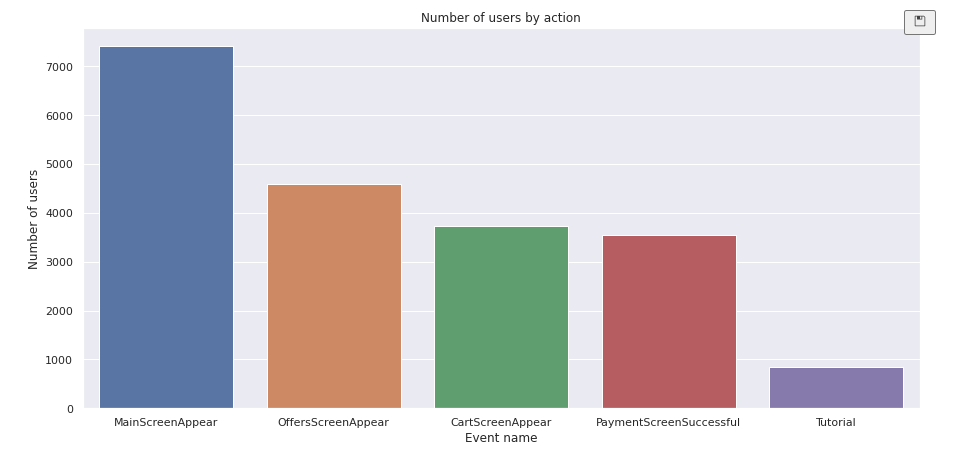 Number of users by action
Number of users
7000
6000
5000
4000
3000
2000
1000
0
MainScreenAppear
OffersScreenAppear
CartScreenAppear
PaymentScreenSuccessful
Tutorial
Event name